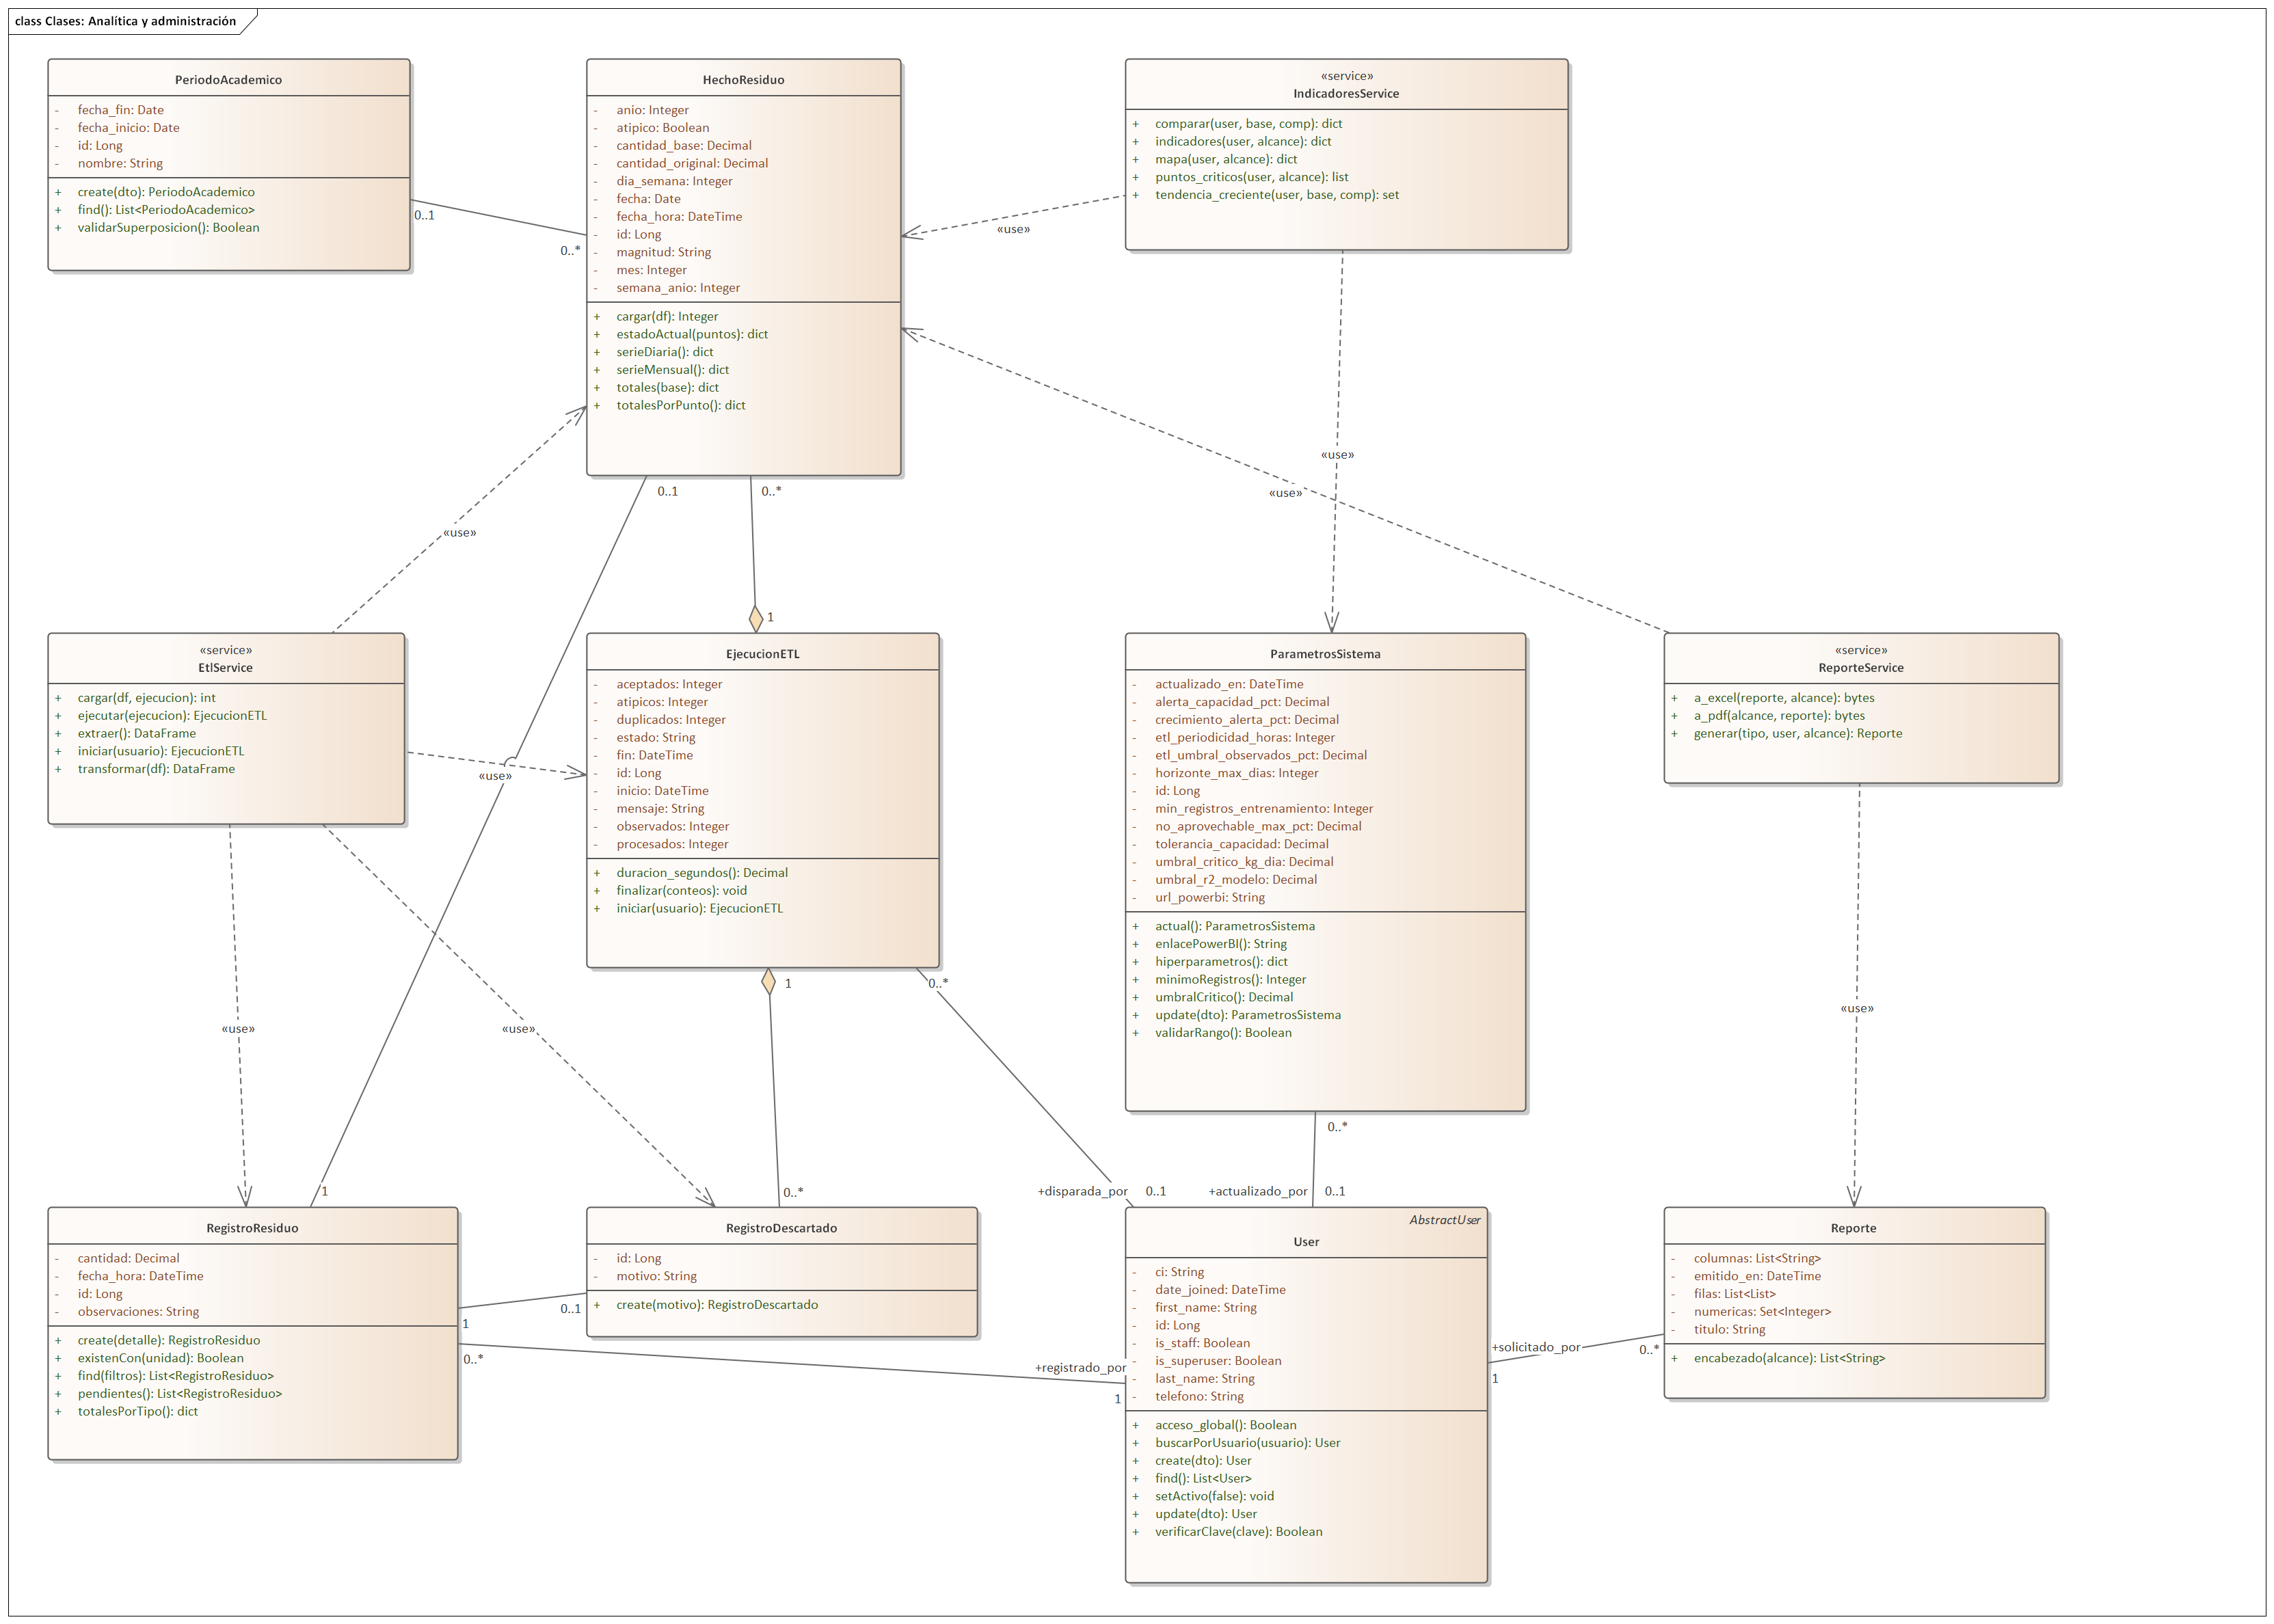 class Clases: Analítica y administración
PeriodoAcademico
- fecha_fin: Date
- fecha_inicio: Date
- id: Long
- nombre: String
+ create(dto): PeriodoAcademico
+ find(): List<PeriodoAcademico>
+ validarSuperposicion(): Boolean
0..1
0..*
HechoResiduo
- anio: Integer
- atipico: Boolean
- cantidad_base: Decimal
- cantidad_original: Decimal
- dia_semana: Integer
- fecha: Date
- fecha_hora: DateTime
- id: Long
- magnitud: String
- mes: Integer
- semana_anio: Integer
+ cargar(df): Integer
+ estadoActual(puntos): dict
+ serieDiaria(): dict
+ serieMensual(): dict
+ totales(base): dict
+ totalesPorPunto(): dict
0..1
0..*
«service»
IndicadoresService
+ comparar(user, base, comp): dict
+ indicadores(user, alcance): dict
+ mapa(user, alcance): dict
+ puntos_criticos(user, alcance): list
+ tendencia_creciente(user, base, comp): set
«use»
«use»
«use»
«use»
1
«service»
EtlService
+ cargar(df, ejecucion): int
+ ejecutar(ejecucion): EjecucionETL
+ extraer(): DataFrame
+ iniciar(usuario): EjecucionETL
+ transformar(df): DataFrame
«use»
EjecucionETL
- aceptados: Integer
- atipicos: Integer
- duplicados: Integer
- estado: String
- fin: DateTime
- id: Long
- inicio: DateTime
- mensaje: String
- observados: Integer
- procesados: Integer
+ duracion_segundos(): Decimal
+ finalizar(conteos): void
+ iniciar(usuario): EjecucionETL
1
0..*
ParametrosSistema
- actualizado_en: DateTime
- alerta_capacidad_pct: Decimal
- crecimiento_alerta_pct: Decimal
- etl_periodicidad_horas: Integer
- etl_umbral_observados_pct: Decimal
- horizonte_max_dias: Integer
- id: Long
- min_registros_entrenamiento: Integer
- no_aprovechable_max_pct: Decimal
- tolerancia_capacidad: Decimal
- umbral_critico_kg_dia: Decimal
- umbral_r2_modelo: Decimal
- url_powerbi: String
+ actual(): ParametrosSistema
+ enlacePowerBI(): String
+ hiperparametros(): dict
+ minimoRegistros(): Integer
+ umbralCritico(): Decimal
+ update(dto): ParametrosSistema
+ validarRango(): Boolean
0..*
«service»
ReporteService
+ a_excel(reporte, alcance): bytes
+ a_pdf(alcance, reporte): bytes
+ generar(tipo, user, alcance): Reporte
«use»
«use»
«use»
1
0..*
+disparada_por 0..1
+actualizado_por 0..1
RegistroResiduo
- cantidad: Decimal
- fecha_hora: DateTime
- id: Long
- observaciones: String
+ create(detalle): RegistroResiduo
+ existenCon(unidad): Boolean
+ find(filtros): List<RegistroResiduo>
+ pendientes(): List<RegistroResiduo>
+ totalesPorTipo(): dict
1
0..1
0..*
+registrado_por
1
RegistroDescartado
- id: Long
- motivo: String
+ create(motivo): RegistroDescartado
AbstractUser
User
- ci: String
- date_joined: DateTime
- first_name: String
- id: Long
- is_staff: Boolean
- is_superuser: Boolean
- last_name: String
- telefono: String
+ acceso_global(): Boolean
+ buscarPorUsuario(usuario): User
+ create(dto): User
+ find(): List<User>
+ setActivo(false): void
+ update(dto): User
+ verificarClave(clave): Boolean
+solicitado_por
1
0..*
Reporte
- columnas: List<String>
- emitido_en: DateTime
- filas: List<List>
- numericas: Set<Integer>
- titulo: String
+ encabezado(alcance): List<String>